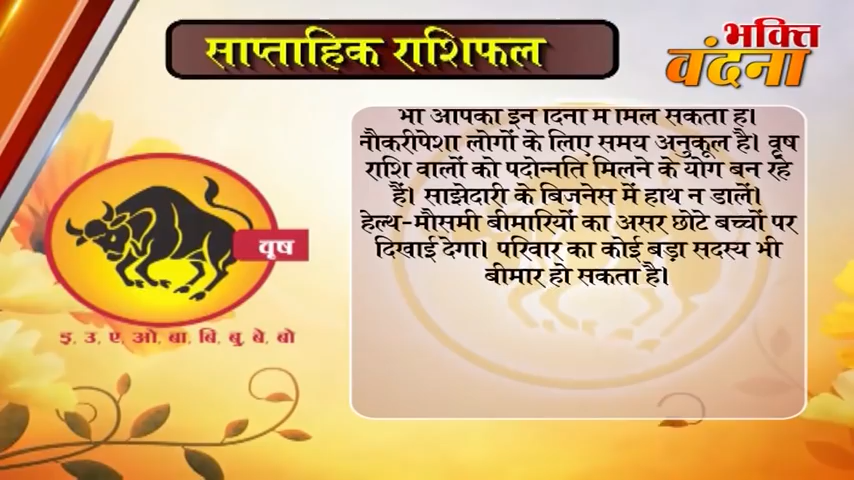 साप्ताहिक राशिफल
भक्ति
वंदना
भी आपको इन दिनों में मिल सकता है।
नौकरीपेशा लोगों के लिए समय अनुकूल है। वृष
राशि वालों को पदोन्नति मिलने के योग बन रहे
हैं। साझेदारी के बिजनेस में हाथ न डालें।
हेल्थ-मौसमी बीमारियों का असर छोटे बच्चों पर
दिखाई देगा। परिवार का कोई बड़ा सदस्य भी
बीमार हो सकता है।
वृष
इ, उ, ए, ओ, बा, बि, बु, बे, बो